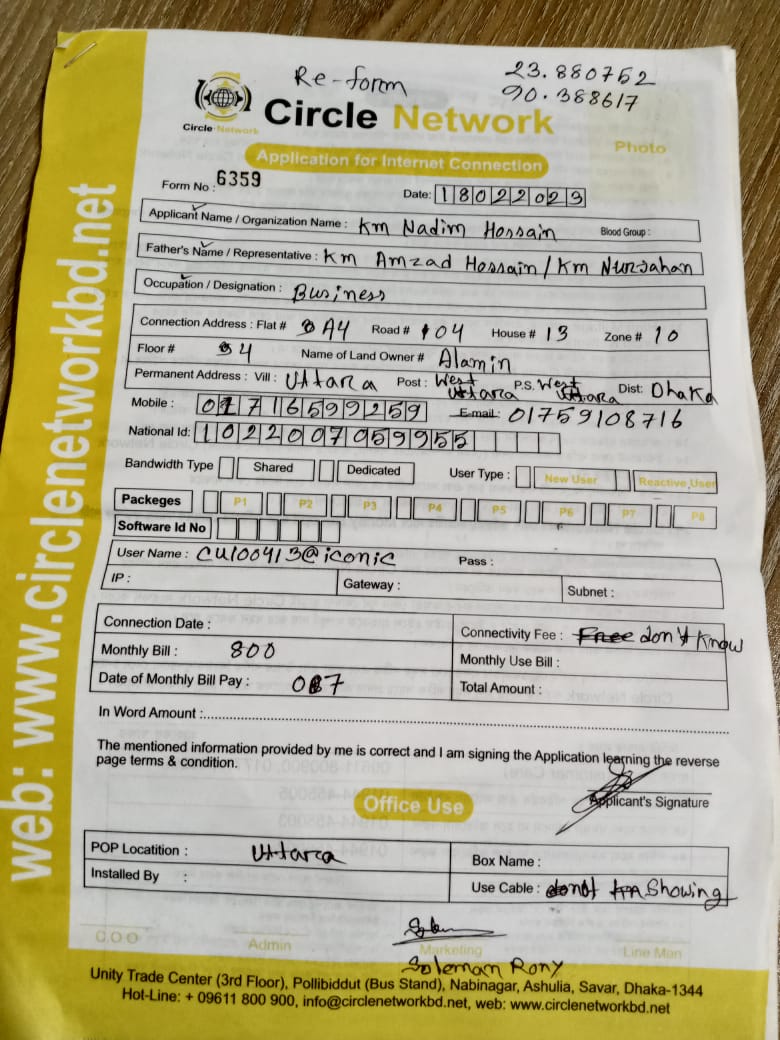 Re-form
23.880752
90.388617
Circle Network
Circle Network
Photo
Application for Internet Connection
Form No : 6359
Date: 18022023
Applicant Name / Organization Name : Km Nadim Hossain Blood Group :
Father's Name / Representative : Km Amzad Hossain / Km Nurjahan
Occupation / Designation : Business
Connection Address : Flat # A4 Road # 04 House # 13 Zone # 10
Floor # 4 Name of Land Owner # Alamin
Permanent Address : Vill : Uttara Post : West Uttara P.S. West Uttara Dist: Dhaka
Mobile : 01716599259 E-mail : 01759108716
National Id: 1022007059955
Bandwidth Type Shared Dedicated User Type : New User Reactive User
Packeges P1 P2 P3 P4 P5 P6 P7 P8
Software Id No
User Name : CU100413@iconic Pass :
IP : Gateway : Subnet :
Connection Date :
Connectivity Fee : Free don't Know
Monthly Bill : 800
Monthly Use Bill :
Date of Monthly Bill Pay : 07
Total Amount :
In Word Amount :
The mentioned information provided by me is correct and I am signing the Application learning the reverse
page terms & condition.
Applicant's Signature
Office Use
POP Locatition : Uttara
Box Name :
Installed By :
Use Cable : not Showing
C.O.O Admin Marketing Line Man
Soleman Rony
Unity Trade Center (3rd Floor), Pollibiddut (Bus Stand), Nabinagar, Ashulia, Savar, Dhaka-1344
Hot-Line: + 09611 800 900, info@circlenetworkbd.net, web: www.circlenetworkbd.net
web: www.circlenetworkbd.net